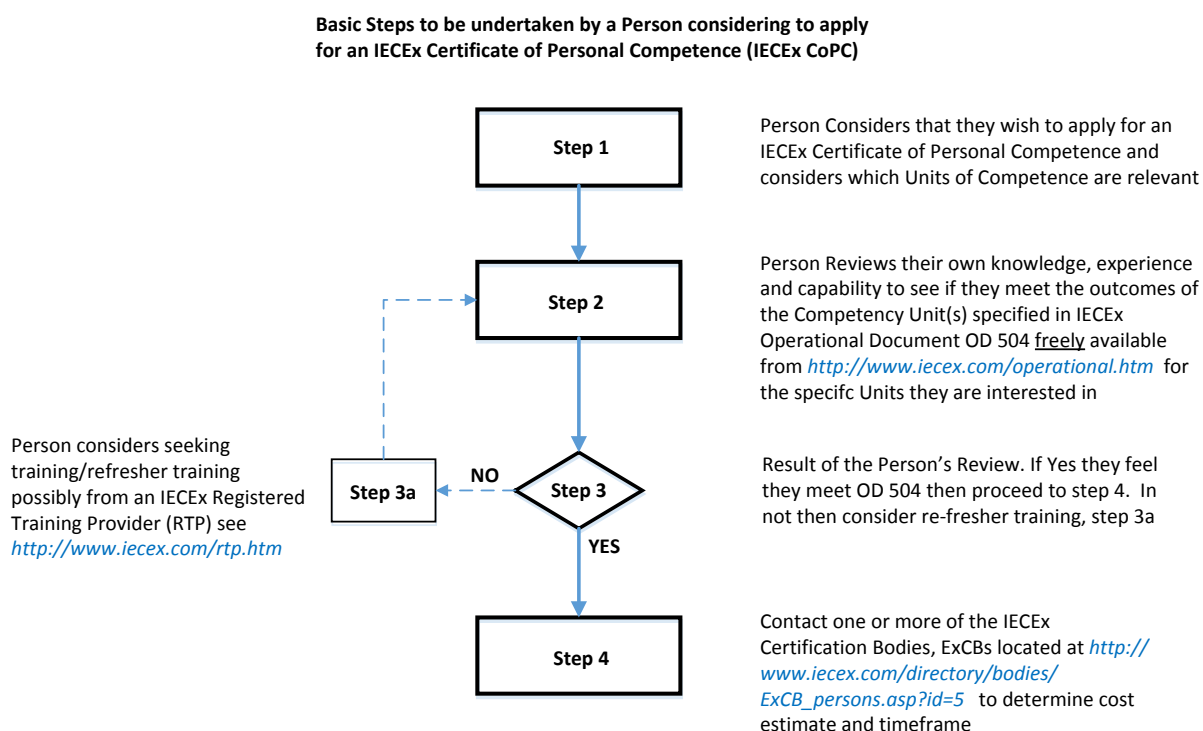 Basic Steps to be undertaken by a Person considering to apply
for an IECEx Certificate of Personal Competence (IECEx CoPC)
Step 1
Person Considers that they wish to apply for an
IECEx Certificate of Personal Competence and
considers which Units of Competence are relevant
Step 2
Person Reviews their own knowledge, experience
and capability to see if they meet the outcomes of
the Competency Unit(s) specified in IECEx
Operational Document OD 504 freely available
from http://www.iecex.com/operational.htm for
the specifc Units they are interested in
Person considers seeking
training/refresher training
possibly from an IECEx Registered
Training Provider (RTP) see
http://www.iecex.com/rtp.htm
Step 3a
NO
Step 3
YES
Result of the Person's Review. If Yes they feel
they meet OD 504 then proceed to step 4. In
not then consider re-fresher training, step 3a
Step 4
Contact one or more of the IECEx
Certification Bodies, ExCBs located at http://
www.iecex.com/directory/bodies/
ExCB_persons.asp?id=5 to determine cost
estimate and timeframe